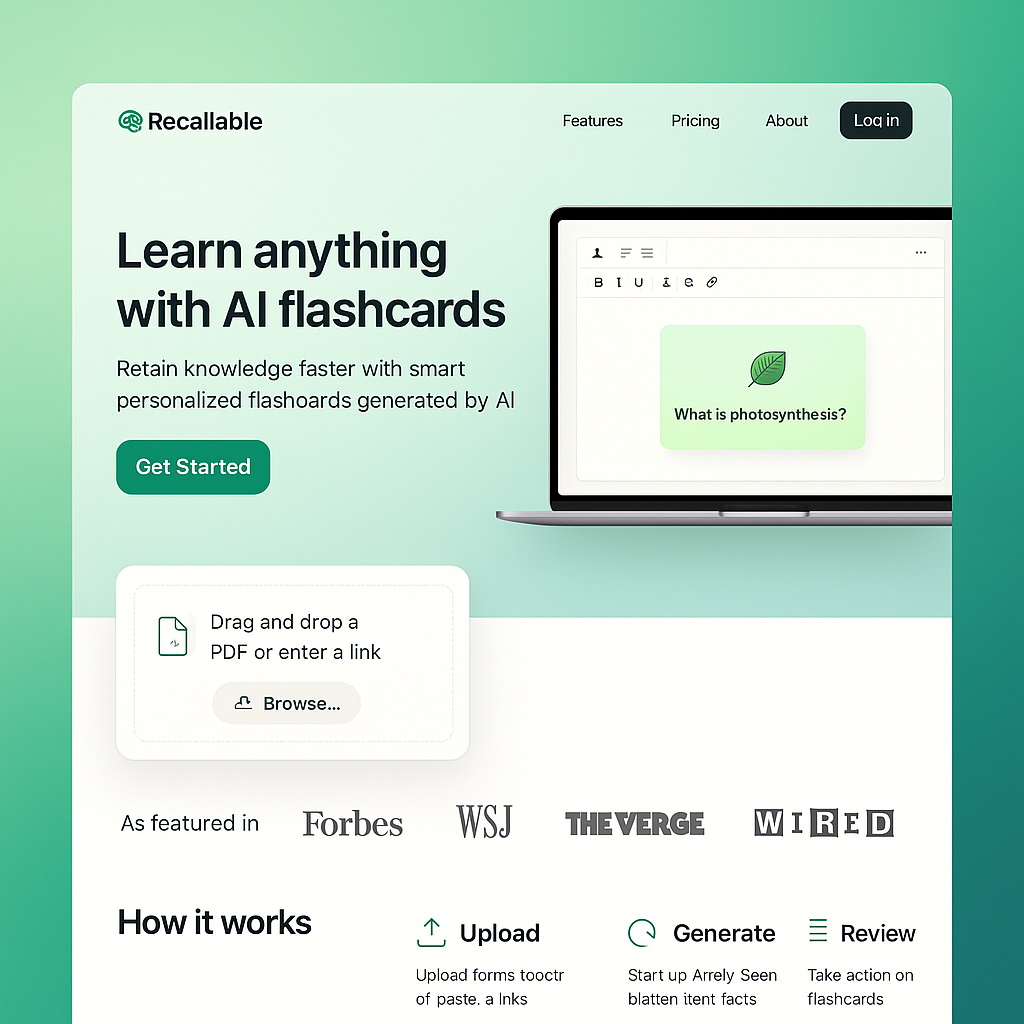 Recallable
Features Pricing About Log in
Learn anything
with AI flashcards
Retain knowledge faster with smart
personalized flashoards generated by AI
Get Started
B I U
What is photosynthesis?
Drag and drop a
PDF or enter a link
Browse...
As featured in Forbes WSJ THE VERGE WIRED
How it works
Upload
Upload forms tooctr
of paste. a lnks
Generate
Start up Arrely Seen
blatten itent facts
Review
Take action on
flashcards